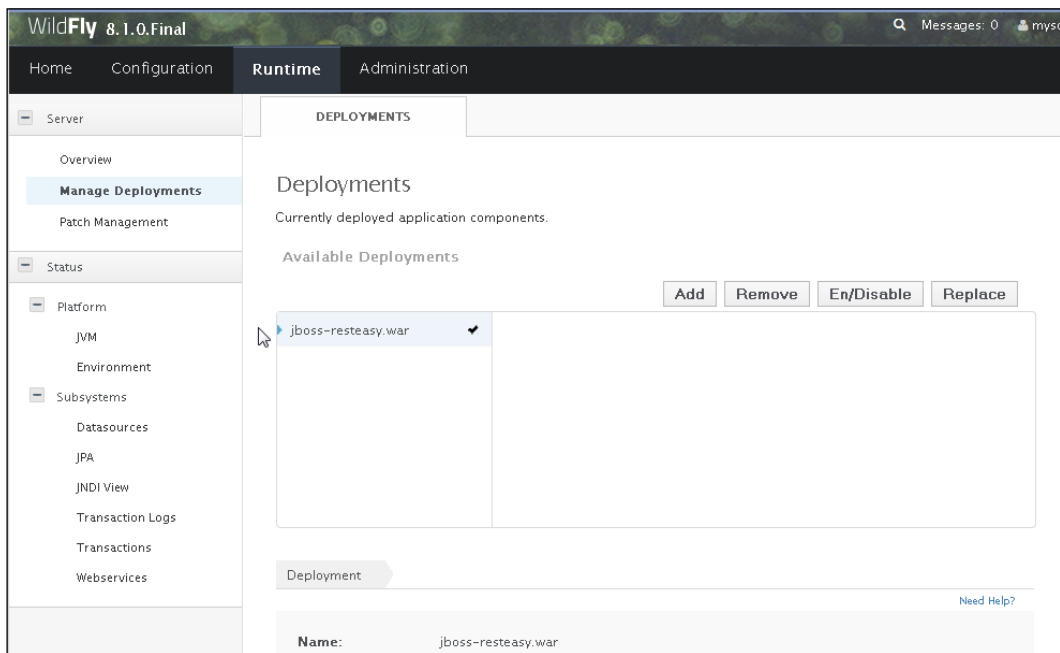 WildFly 8.1.0.Final
Messages: 0
Home Configuration Runtime Administration
Server
Overview
Manage Deployments
Patch Management
Status
Platform
JVM
Environment
Subsystems
Datasources
JPA
JNDI View
Transaction Logs
Transactions
Webservices
DEPLOYMENTS
Deployments
Currently deployed application components.
Available Deployments
Add Remove En/Disable Replace
jboss-resteasy.war
Deployment
Need Help?
Name: jboss-resteasy.war